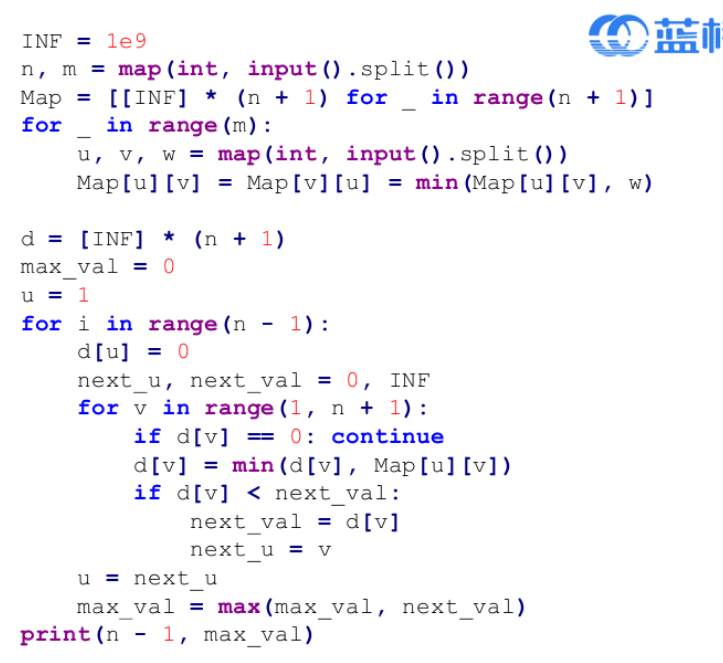 蓝桥
INF = 1e9
n, m = map(int, input().split())
Map = [[INF] * (n + 1) for _ in range(n + 1)]
for _ in range(m):
    u, v, w = map(int, input().split())
    Map[u][v] = Map[v][u] = min(Map[u][v], w)

d = [INF] * (n + 1)
max_val = 0
u = 1
for i in range(n - 1):
    d[u] = 0
    next_u, next_val = 0, INF
    for v in range(1, n + 1):
        if d[v] == 0: continue
        d[v] = min(d[v], Map[u][v])
        if d[v] < next_val:
            next_val = d[v]
            next_u = v
    u = next_u
    max_val = max(max_val, next_val)
print(n - 1, max_val)